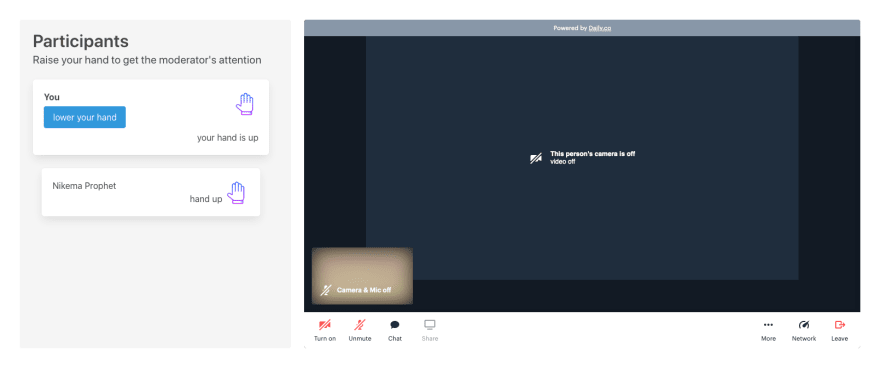 Participants
Raise your hand to get the moderator's attention
You
lower your hand
your hand is up
Nikema Prophet
hand up
Powered by Daily.co
This person's camera is off
video off
Camera & Mic off
Turn on
Unmute
Chat
Share
More
Network
Leave